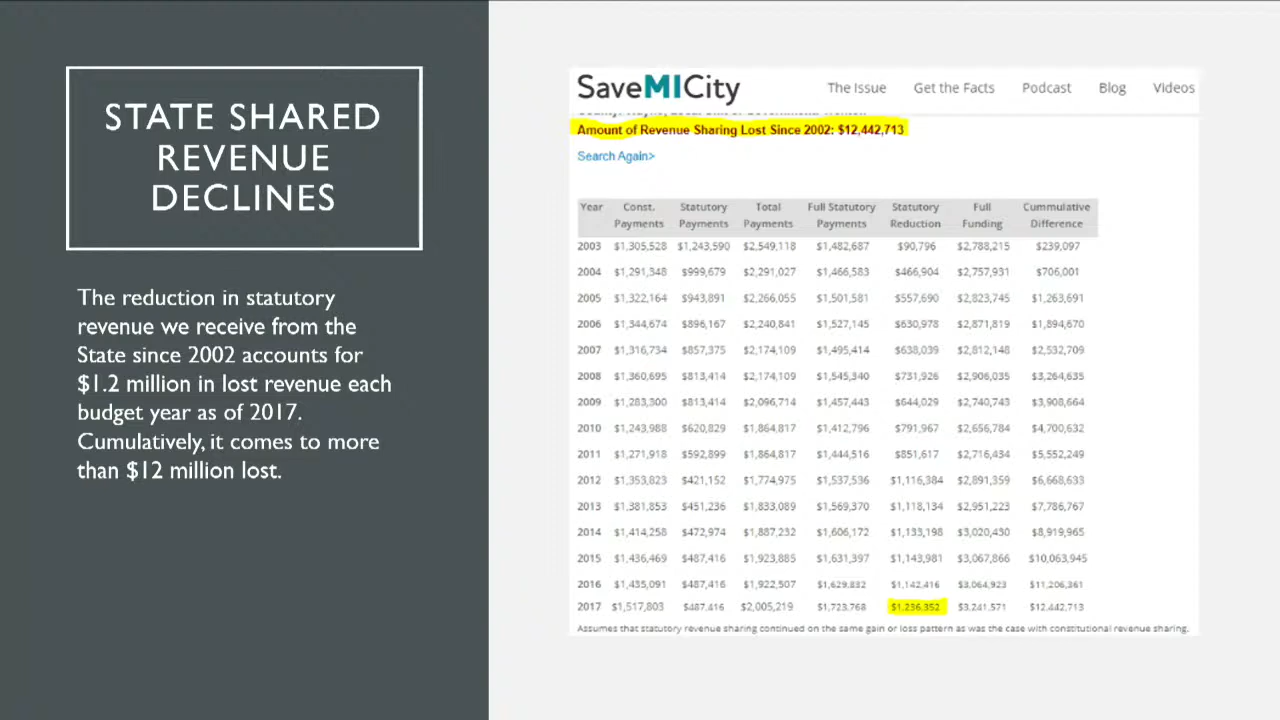 STATE SHARED
REVENUE
DECLINES
The reduction in statutory
revenue we receive from the
State since 2002 accounts for
$1.2 million in lost revenue each
budget year as of 2017.
Cumulatively, it comes to more
than $12 million lost.
SaveMICity The Issue Get the Facts Podcast Blog Videos
Amount of Revenue Sharing Lost Since 2002: $12,442,713
Search Again>
Year Const. Statutory Total Full Statutory Statutory Full Cummulative
Payments Payments Payments Payments Reduction Funding Difference
2003 $1,305,528 $1,243,590 $2,549,118 $1,482,687 $90,796 $2,788,215 $239,097
2004 $1,291,348 $999,679 $2,291,027 $1,466,583 $466,904 $2,757,931 $706,001
2005 $1,322,164 $943,891 $2,266,055 $1,501,581 $557,690 $2,823,745 $1,263,691
2006 $1,344,674 $896,167 $2,240,841 $1,527,145 $630,978 $2,871,819 $1,894,670
2007 $1,316,734 $857,375 $2,174,109 $1,495,414 $638,039 $2,812,148 $2,532,709
2008 $1,360,695 $813,414 $2,174,109 $1,545,340 $731,926 $2,906,035 $3,264,635
2009 $1,283,300 $813,414 $2,096,714 $1,457,443 $644,029 $2,740,743 $3,908,664
2010 $1,243,988 $620,829 $1,864,817 $1,412,796 $791,967 $2,656,784 $4,700,632
2011 $1,271,918 $592,899 $1,864,817 $1,444,516 $851,617 $2,716,434 $5,552,249
2012 $1,353,823 $421,152 $1,774,975 $1,537,536 $1,116,384 $2,891,359 $6,668,633
2013 $1,381,853 $451,236 $1,833,089 $1,569,370 $1,118,134 $2,951,223 $7,786,767
2014 $1,414,258 $472,974 $1,887,232 $1,606,172 $1,133,198 $3,020,430 $8,919,965
2015 $1,436,469 $487,416 $1,923,885 $1,631,397 $1,143,981 $3,067,866 $10,063,945
2016 $1,435,091 $487,416 $1,922,507 $1,629,832 $1,142,416 $3,064,923 $11,206,361
2017 $1,517,803 $487,416 $2,005,219 $1,723,768 $1,236,352 $3,241,571 $12,442,713
Assumes that statutory revenue sharing continued on the same gain or loss pattern as was the case with constitutional revenue sharing.